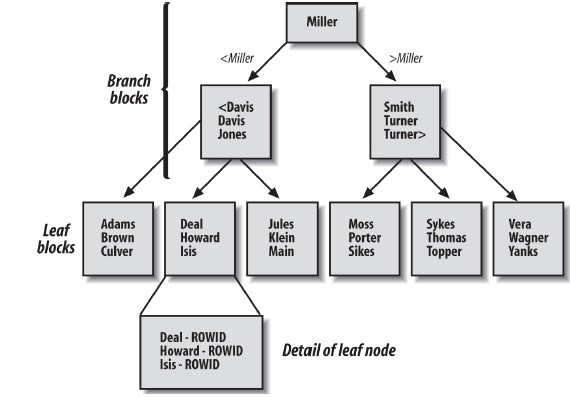 Miller
<Miller
>Miller
Branch
blocks
<Davis
Davis
Jones
Smith
Turner
Turner>
Leaf
blocks
Adams
Brown
Culver
Deal
Howard
Isis
Jules
Klein
Main
Moss
Porter
Sikes
Sykes
Thomas
Topper
Vera
Wagner
Yanks
Deal - ROWID
Howard - ROWID
Isis - ROWID
Detail of leaf node